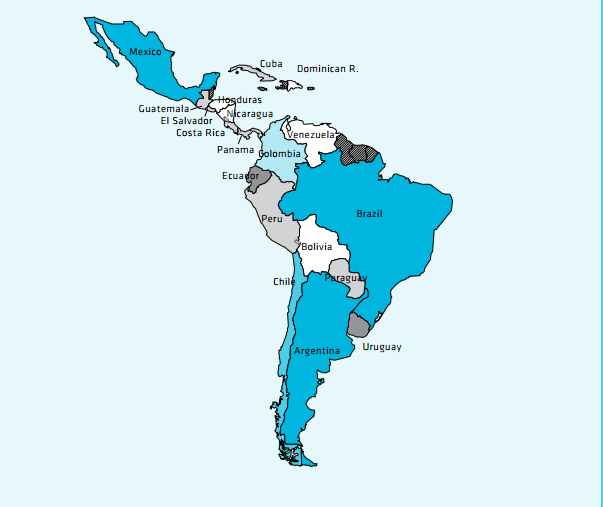 Mexico
Cuba
Dominican R.
Honduras
Guatemala
Nicaragua
El Salvador
Costa Rica
Venezuela
Panama
Colombia
Ecuador
Brazil
Peru
Bolivia
Paraguay
Chile
Argentina
Uruguay